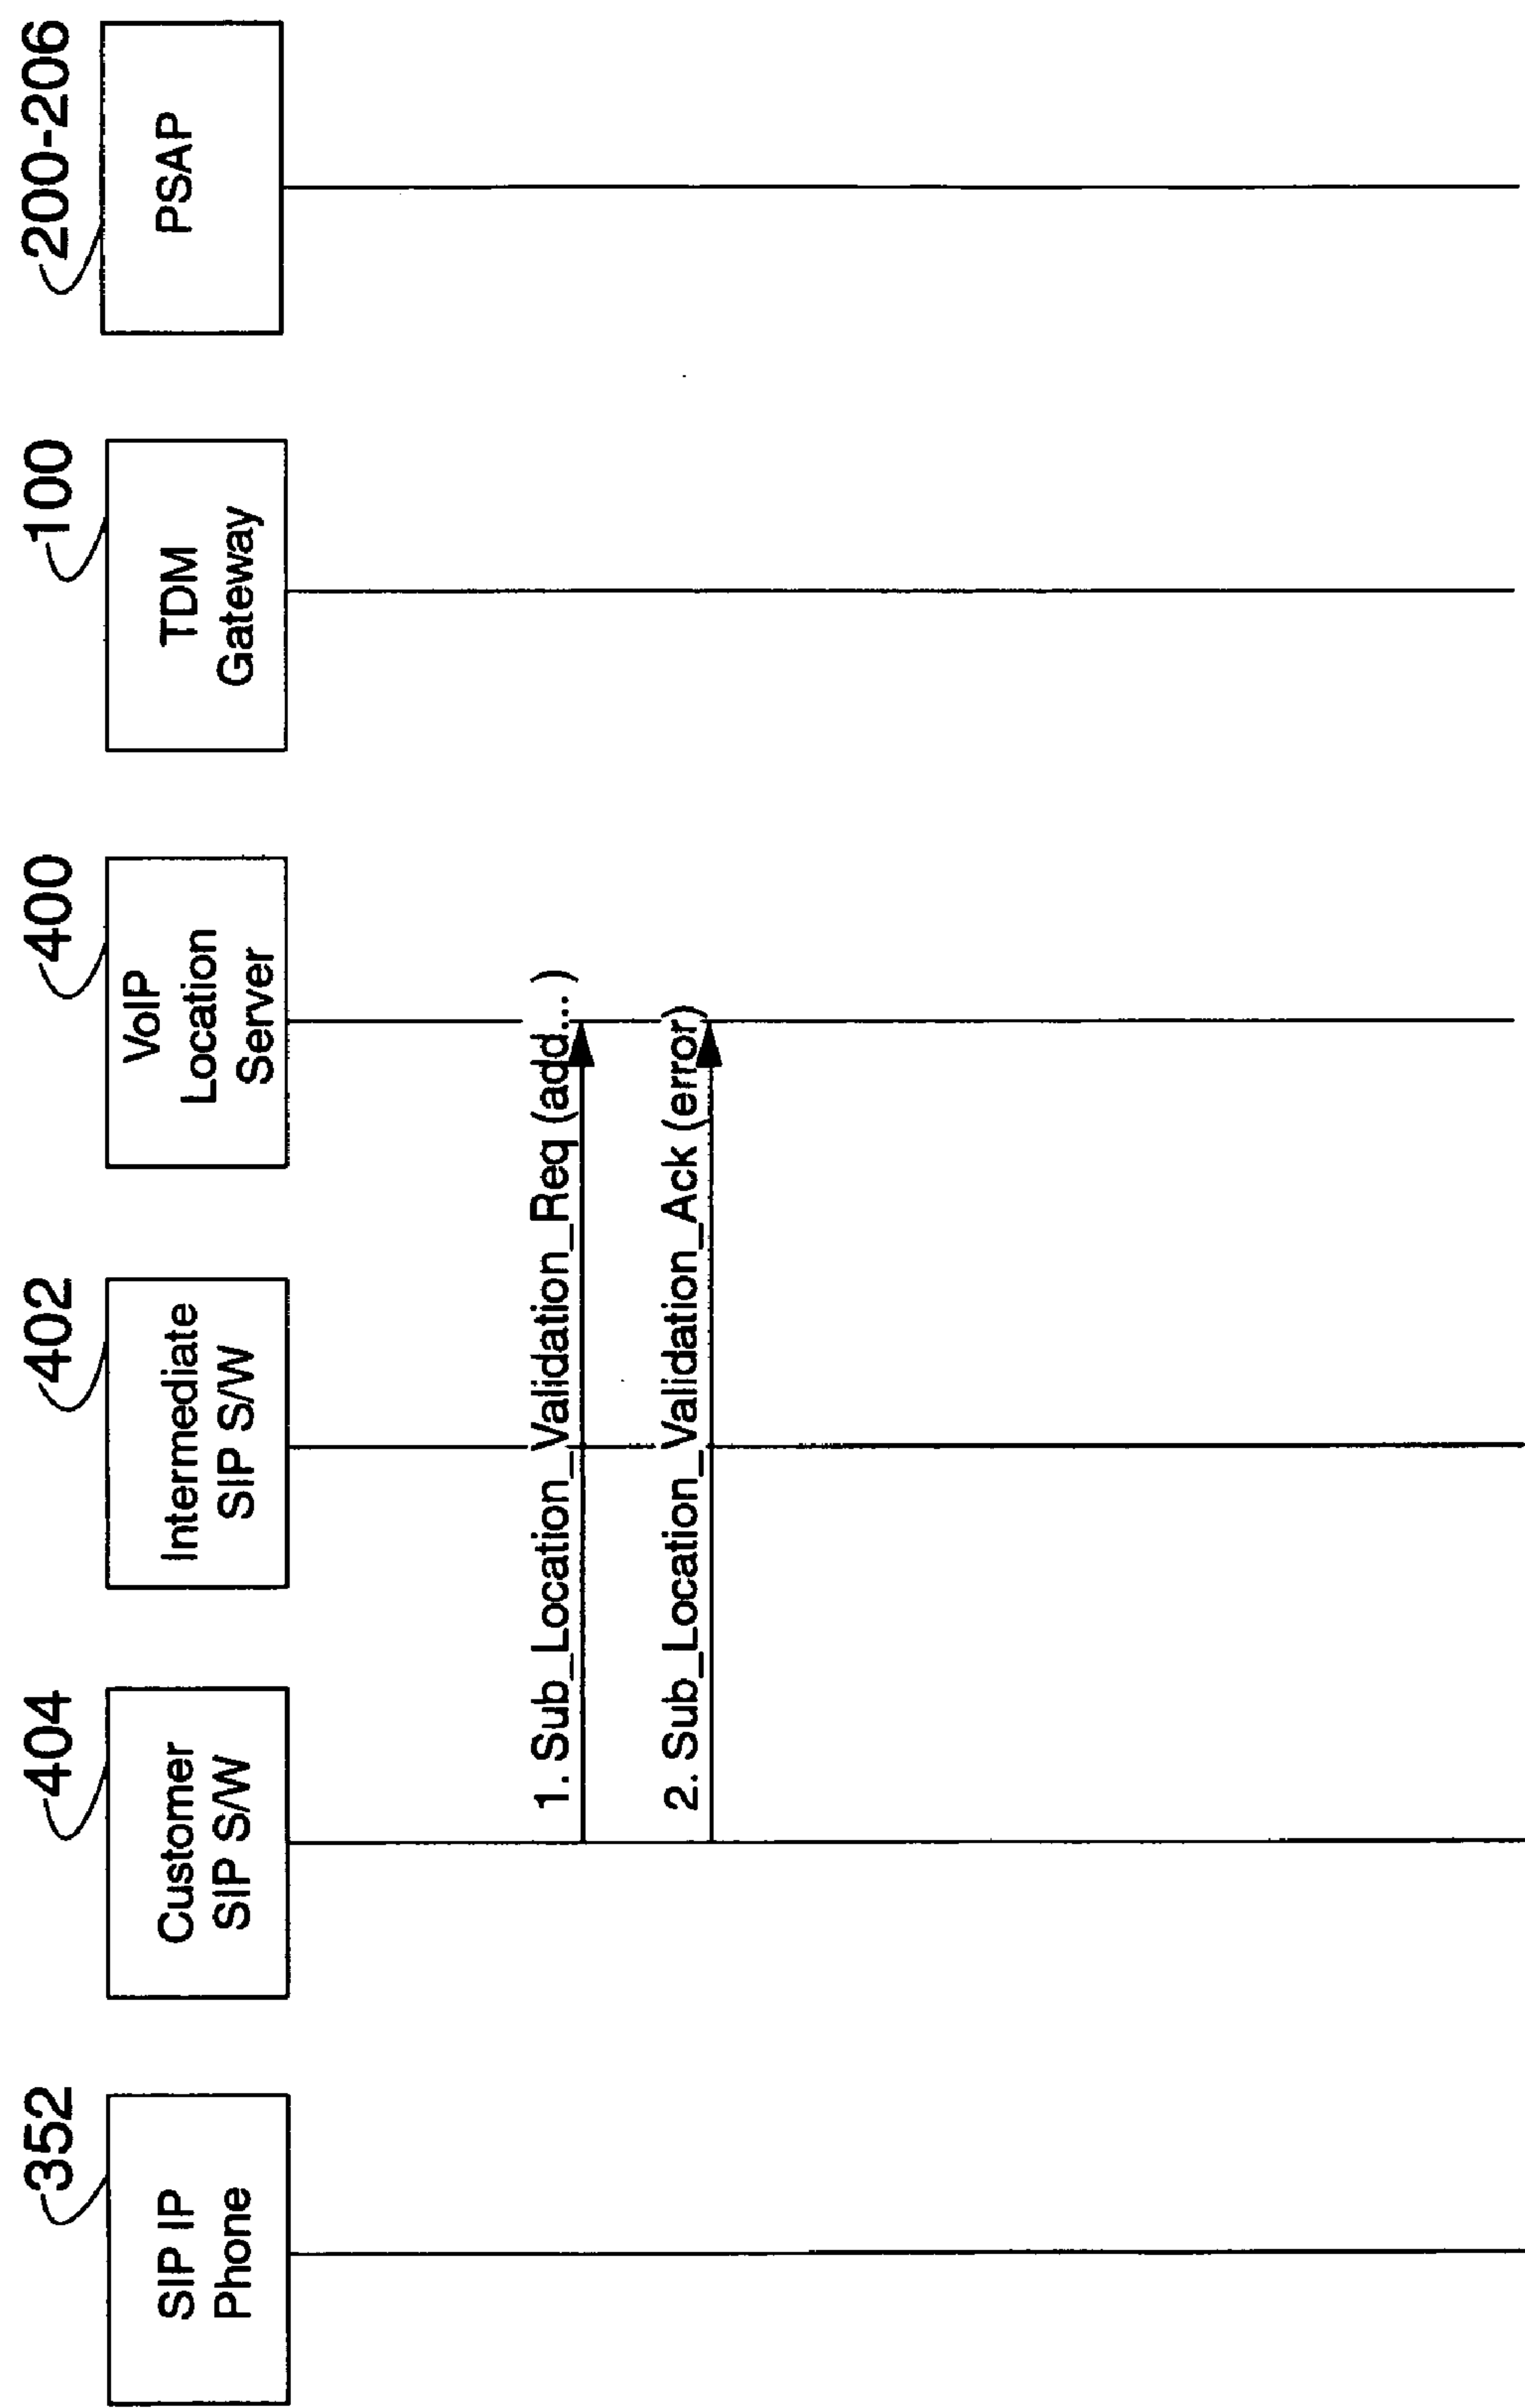 352
SIP IP
Phone
404
Customer
SIP S/W
402
Intermediate
SIP S/W
400
VoIP
Location
Server
100
TDM
Gateway
200-206
PSAP
1. Sub_Location_Validation_Req (add... )
2. Sub_Location_Validation_Ack (error)